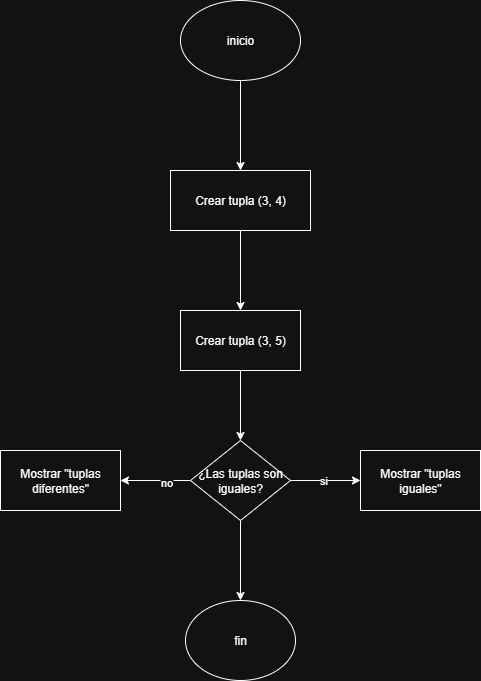 inicio
Crear tupla (3, 4)
Crear tupla (3, 5)
Mostrar "tuplas
diferentes"
no
¿Las tuplas son
iguales?
si
Mostrar "tuplas
iguales"
fin